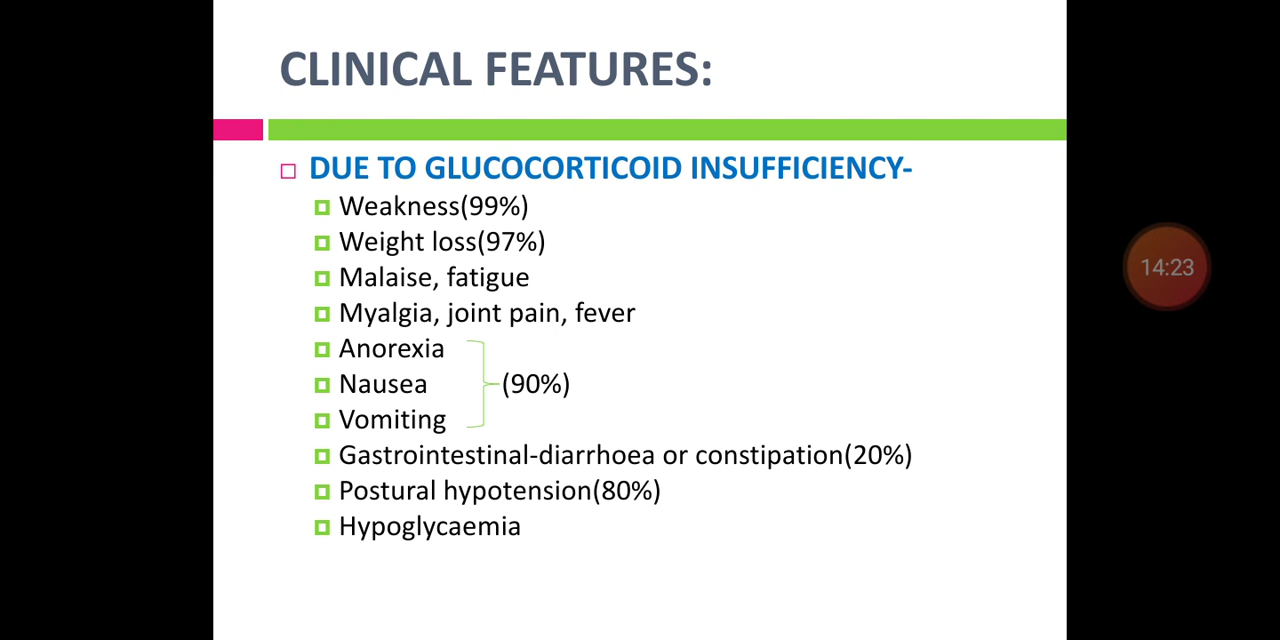 CLINICAL FEATURES:
DUE TO GLUCOCORTICOID INSUFFICIENCY-
Weakness(99%)
Weight loss(97%)
Malaise, fatigue
Myalgia, joint pain, fever
Anorexia
Nausea (90%)
Vomiting
Gastrointestinal-diarrhoea or constipation(20%)
Postural hypotension(80%)
Hypoglycaemia
14:23